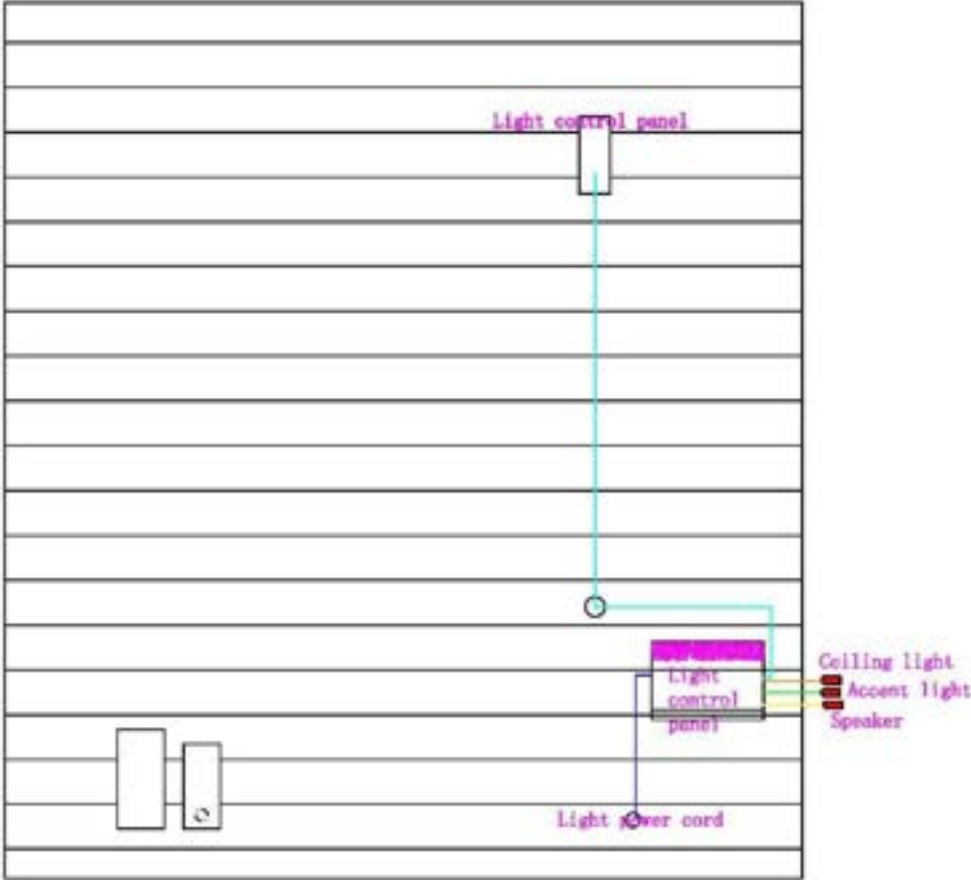 Light control panel
Light
control
panel
Ceiling light
Accent light
Speaker
Light power cord